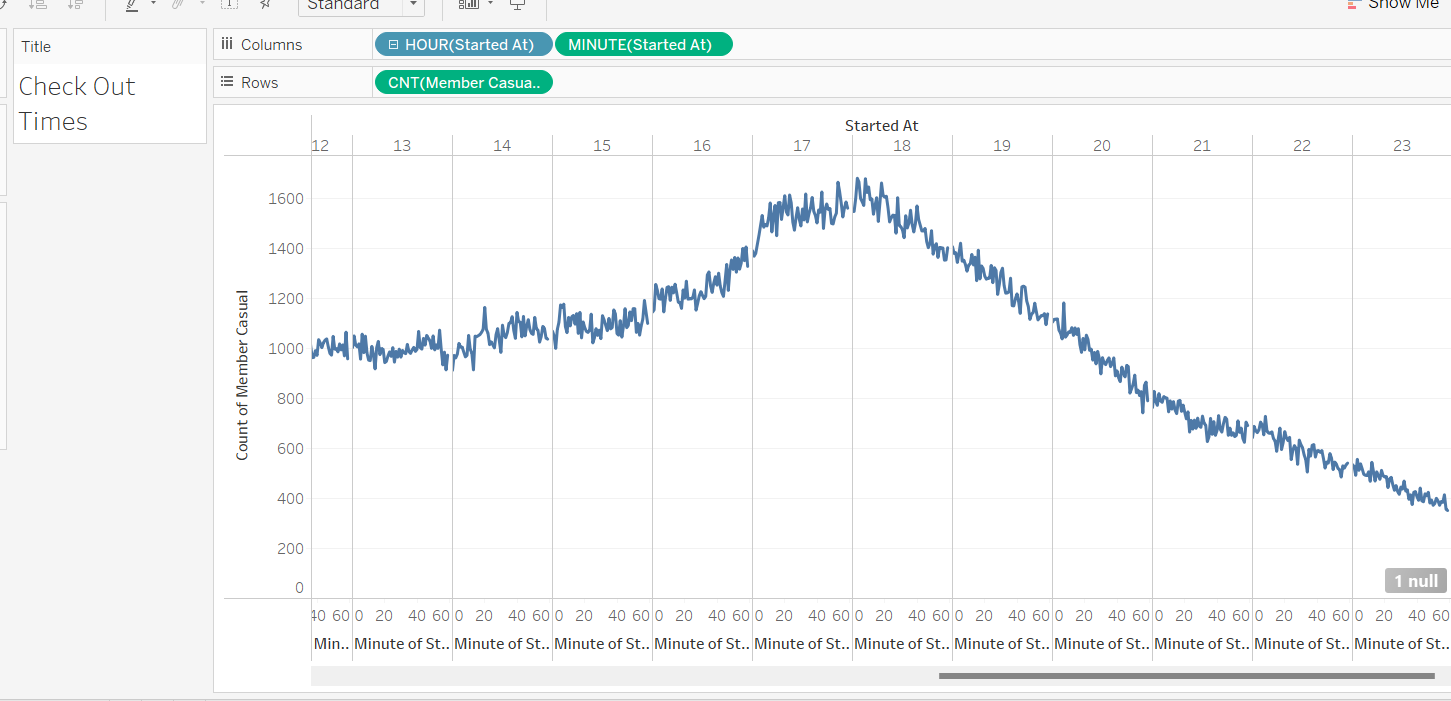 Standard
Show Me
Title
Check Out
Times
Columns
HOUR(Started At)
MINUTE(Started At)
Rows
CNT(Member Casua..
Started At
12 13 14 15 16 17 18 19 20 21 22 23
Count of Member Casual
1600
1400
1200
1000
800
600
400
200
0
1 null
40 60 0 20 40 60 0 20 40 60 0 20 40 60 0 20 40 60 0 20 40 60 0 20 40 60 0 20 40 60 0 20 40 60 0 20 40 60 0 20 40 60 0 20 40 60
Min.. Minute of St.. Minute of St.. Minute of St.. Minute of St.. Minute of St.. Minute of St.. Minute of St.. Minute of St.. Minute of St.. Minute of St.. Minute of St..